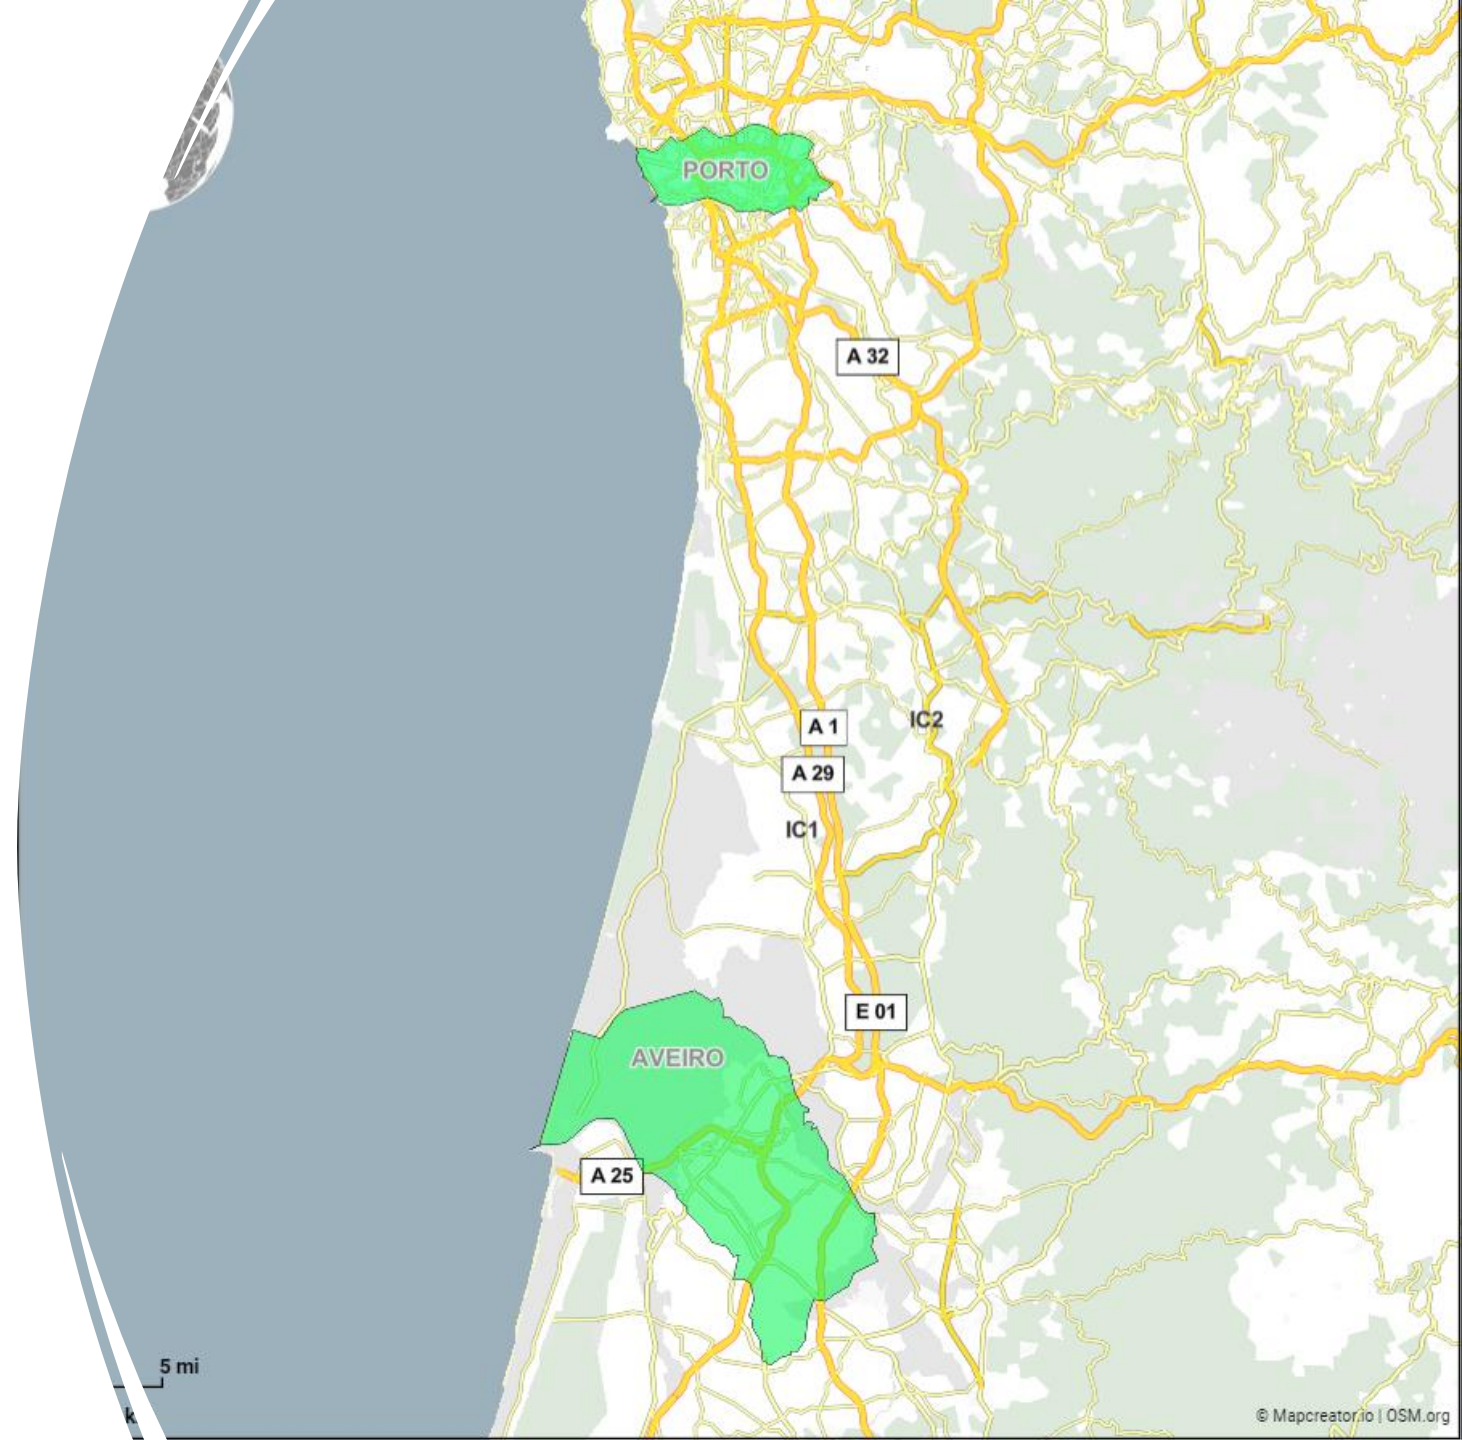 PORTO
A 32
A 1
IC2
A 29
IC1
E 01
AVEIRO
A 25
5 mi
k
© Mapcreator.io | OSM.org